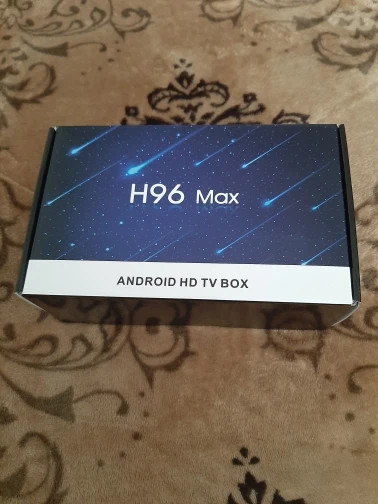 H96 Max
ANDROID HD TV BOX